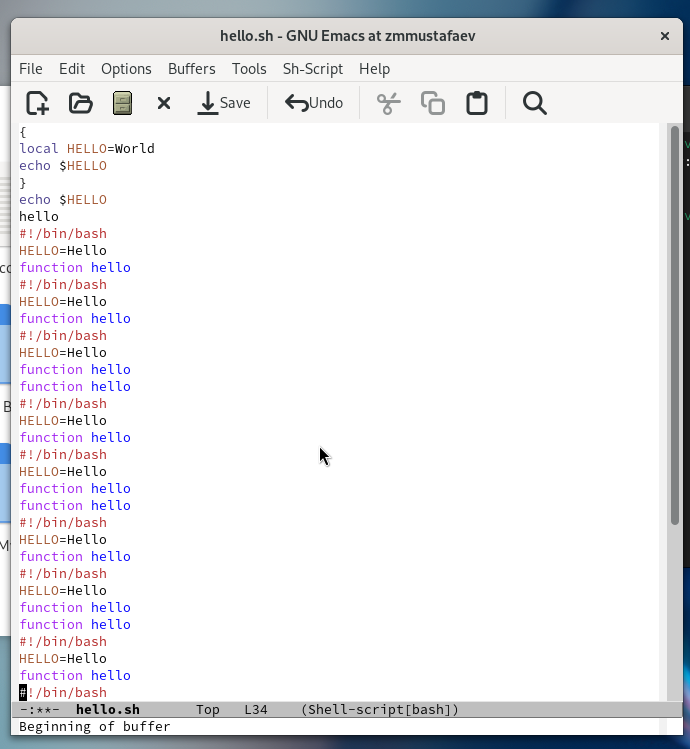 hello.sh - GNU Emacs at zmmustafaev
File Edit Options Buffers Tools Sh-Script Help
Save Undo
{
local HELLO=World
echo $HELLO
}
echo $HELLO
hello
#!/bin/bash
HELLO=Hello
function hello
#!/bin/bash
HELLO=Hello
function hello
#!/bin/bash
HELLO=Hello
function hello
function hello
#!/bin/bash
HELLO=Hello
function hello
#!/bin/bash
HELLO=Hello
function hello
function hello
#!/bin/bash
HELLO=Hello
function hello
#!/bin/bash
HELLO=Hello
function hello
function hello
#!/bin/bash
HELLO=Hello
function hello
#!/bin/bash
-:**- hello.sh Top L34 (Shell-script[bash])
Beginning of buffer